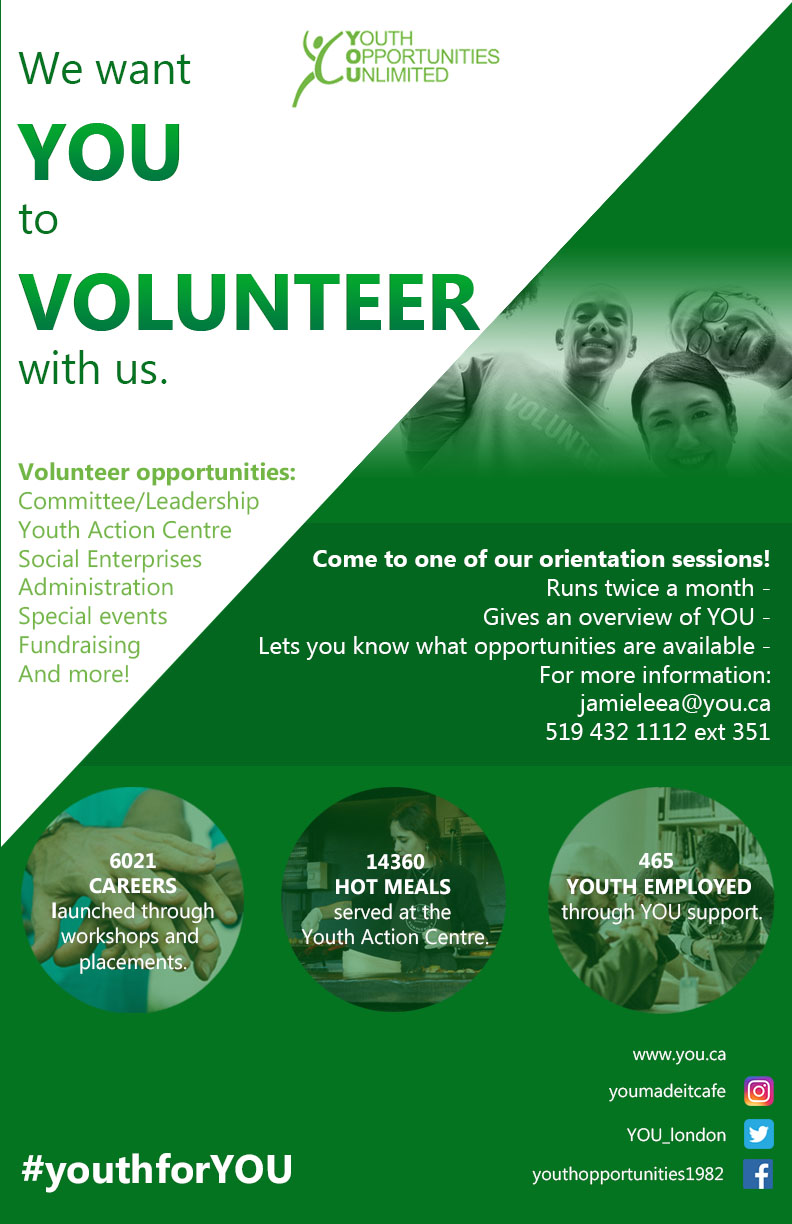 We want
YOUTH
OPPORTUNITIES
UNLIMITED
YOU
to
VOLUNTEER
with us.
VOLUNTE
Volunteer opportunities:
Committee/Leadership
Youth Action Centre
Social Enterprises
Administration
Special events
Fundraising
And more!
Come to one of our orientation sessions!
Runs twice a month -
Gives an overview of YOU -
Lets you know what opportunities are available -
For more information:
jamieleea@you.ca
519 432 1112 ext 351
6021
CAREERS
launched through
workshops and
placements.
14360
HOT MEALS
served at the
Youth Action Centre.
465
YOUTH EMPLOYED
through YOU support.
www.you.ca
youmadeitcafe
YOU_london
youthopportunities1982
#youthforYOU